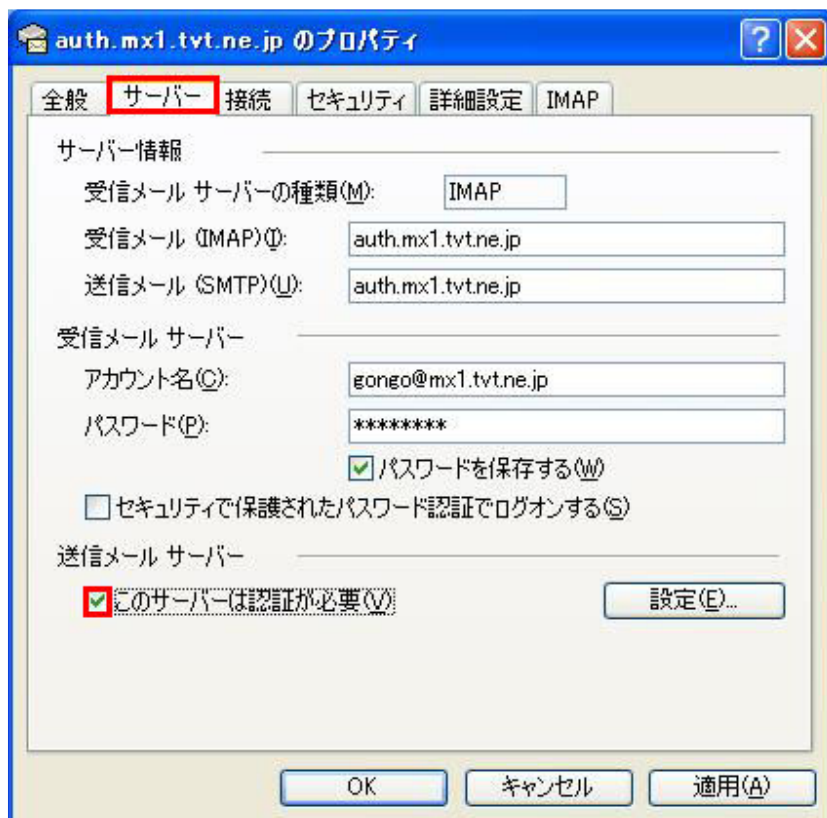 auth.mx1.tvt.ne.jp のプロパティ
?
全般 サーバー 接続 セキュリティ 詳細設定 IMAP
サーバー情報
受信メール サーバーの種類(M): IMAP
受信メール (IMAP)(I): auth.mx1.tvt.ne.jp
送信メール (SMTP)(U): auth.mx1.tvt.ne.jp
受信メール サーバー
アカウント名(C): gongo@mx1.tvt.ne.jp
パスワード(P): ********
パスワードを保存する(W)
セキュリティで保護されたパスワード認証でログオンする(S)
送信メール サーバー
このサーバーは認証が必要(V) 設定(E)...
OK キャンセル 適用(A)